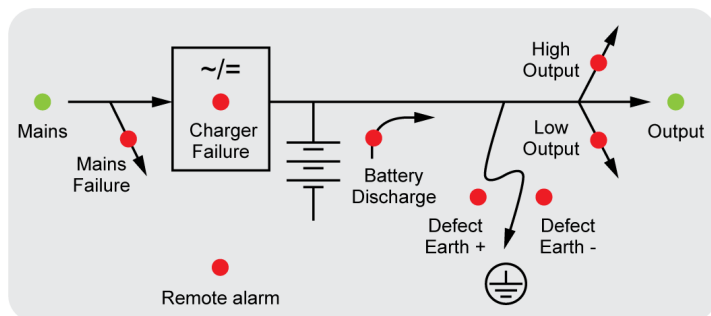 ~/=
Charger
Failure
Mains
Mains
Failure
Battery
Discharge
High
Output
Low
Output
Output
Defect
Earth +
Defect
Earth -
Remote alarm